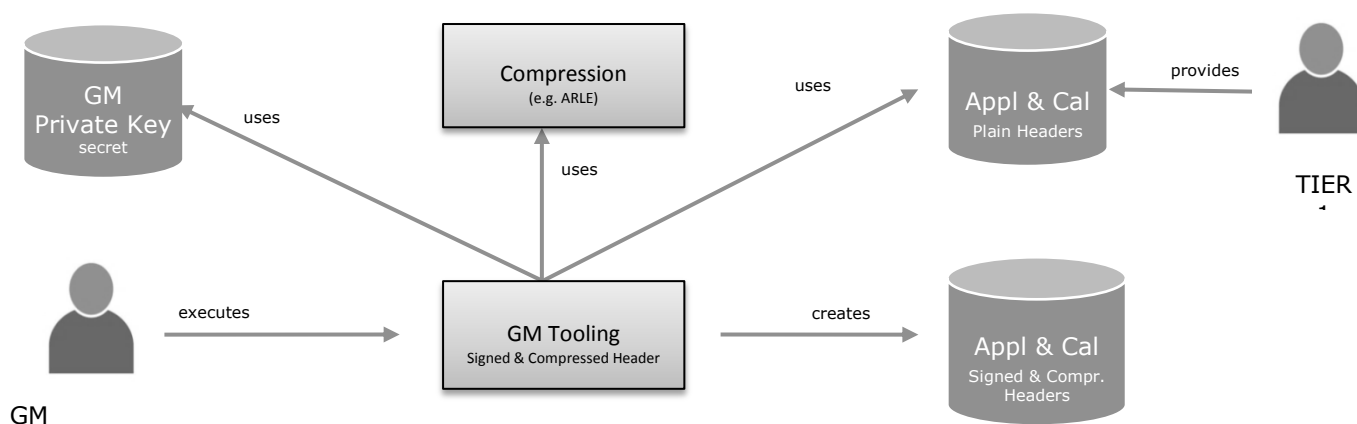 GM
Private Key
secret
uses
Compression
(e.g. ARLE)
uses
uses
Appl & Cal
Plain Headers
provides
TIER
GM
executes
GM Tooling
Signed & Compressed Header
creates
Appl & Cal
Signed & Compr.
Headers